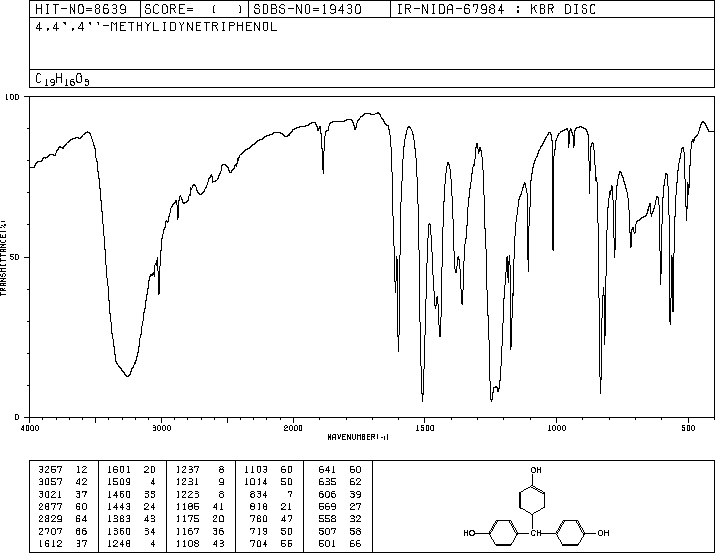 HIT-NO=8639 SCORE= ( ) SDBS-NO=19430 IR-NIDA-67984 : KBR DISC
4,4',4''-METHYLIDYNETRIPHENOL
C19H16O3
100
50
0
TRANSMITTANCE(%)
4000 3000 2000 1500 1000 500
WAVENUMBER(-1)
3267 12 1601 20 1237 8 1103 60 641 60
3057 42 1509 4 1231 9 1014 50 635 62
3021 37 1460 33 1223 8 834 7 606 39
2877 60 1443 24 1186 41 818 21 569 27
2829 64 1383 43 1175 20 780 47 558 32
2707 66 1360 34 1167 36 719 50 507 58
1612 37 1248 4 1108 43 704 55 501 66
OH
HO CH OH